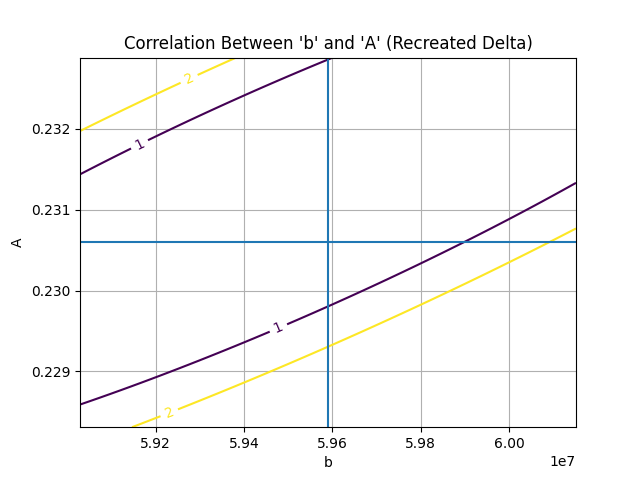 Correlation Between 'b' and 'A' (Recreated Delta)
2
1
0.232
0.231
A
0.230
1
0.229
2
5.92 5.94 5.96 5.98 6.00
b
1e7